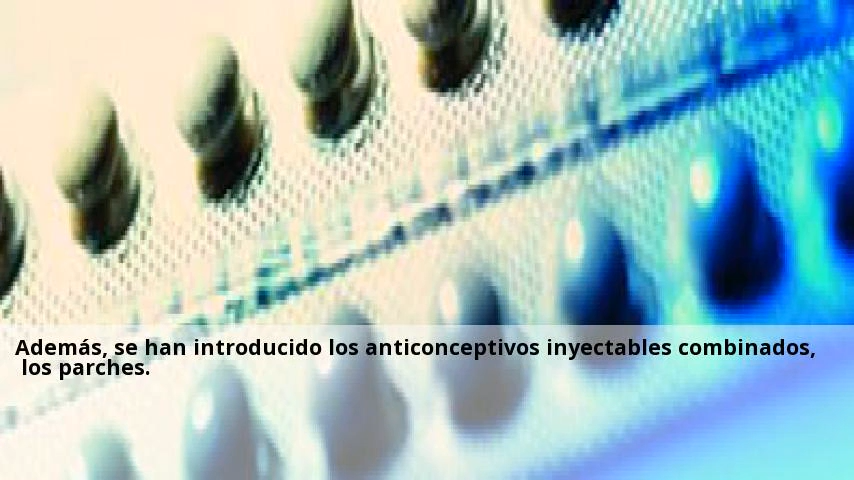 Además, se han introducido los anticonceptivos inyectables combinados,
los parches.